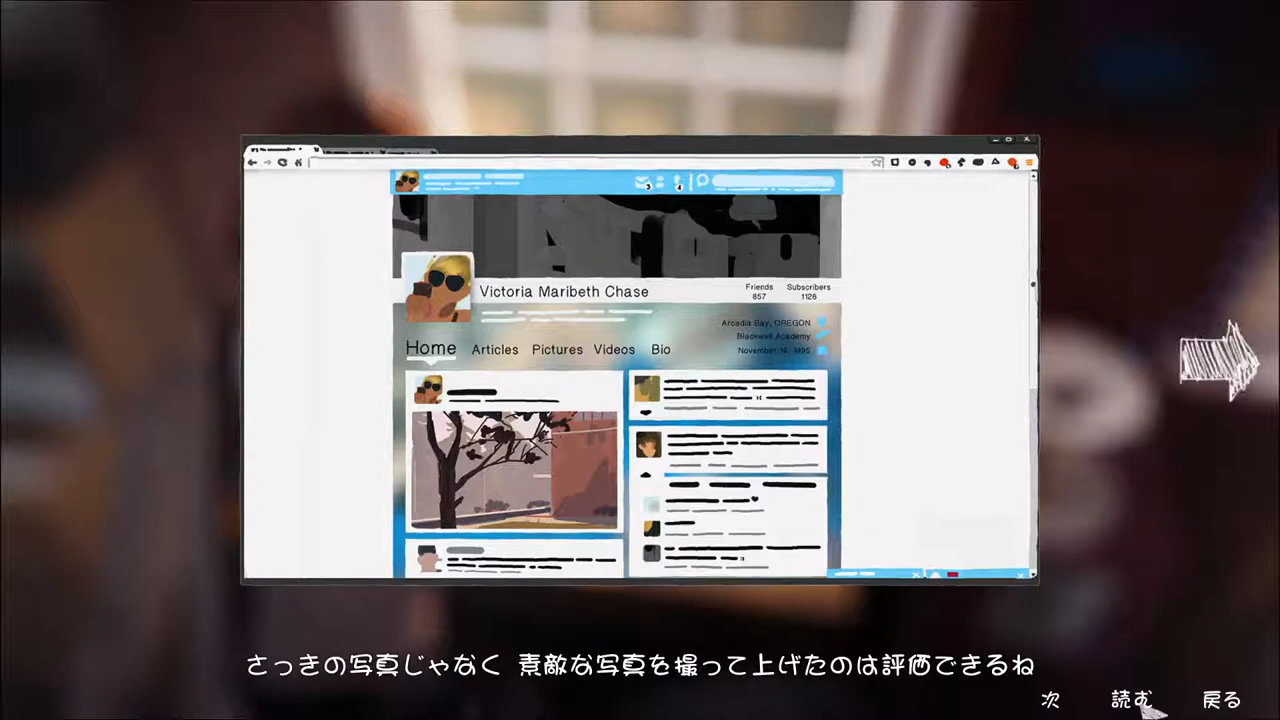 Victoria Maribeth Chase
Friends
857
Subscribers
1126
Arcadia Bay, OREGON
Blackwell Academy
November 14, 1995
Home Articles Pictures Videos Bio
さっきの写真じゃなく 素敵な写真を撮って上げたのは評価できるね
次 読む 戻る